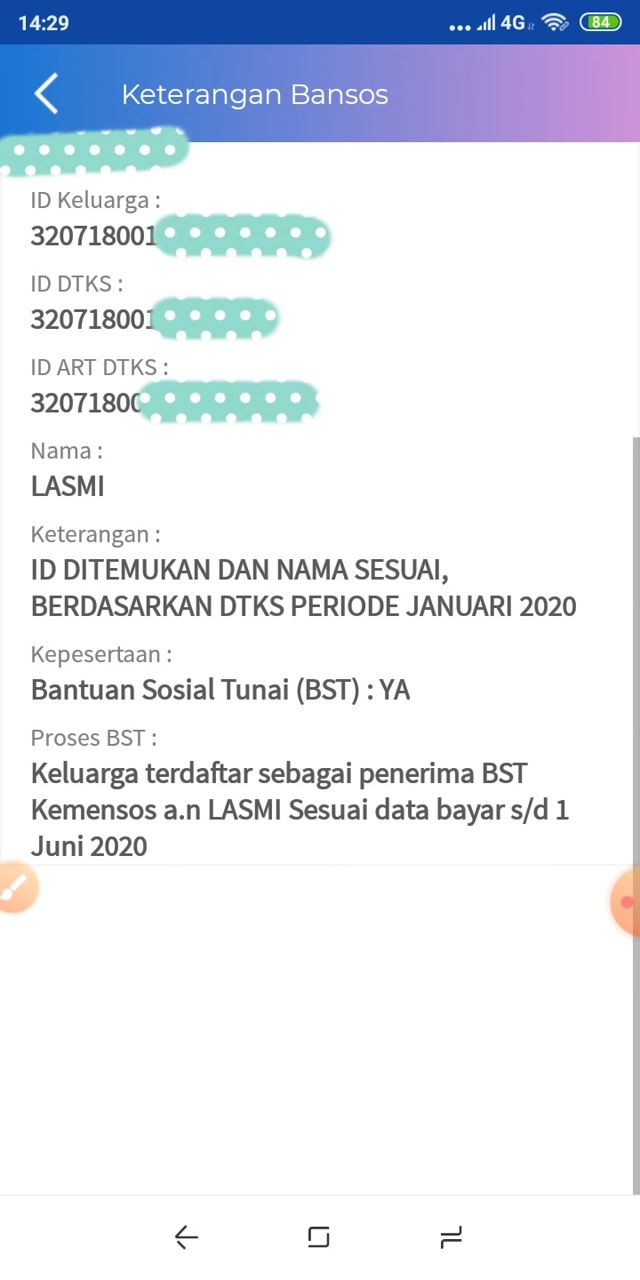 14:29
4G
84
Keterangan Bansos
ID Keluarga :
320718001
ID DTKS :
320718001
ID ART DTKS :
32071800
Nama :
LASMI
Keterangan :
ID DITEMUKAN DAN NAMA SESUAI,
BERDASARKAN DTKS PERIODE JANUARI 2020
Kepesertaan :
Bantuan Sosial Tunai (BST) : YA
Proses BST :
Keluarga terdaftar sebagai penerima BST
Kemensos a.n LASMI Sesuai data bayar s/d 1
Juni 2020